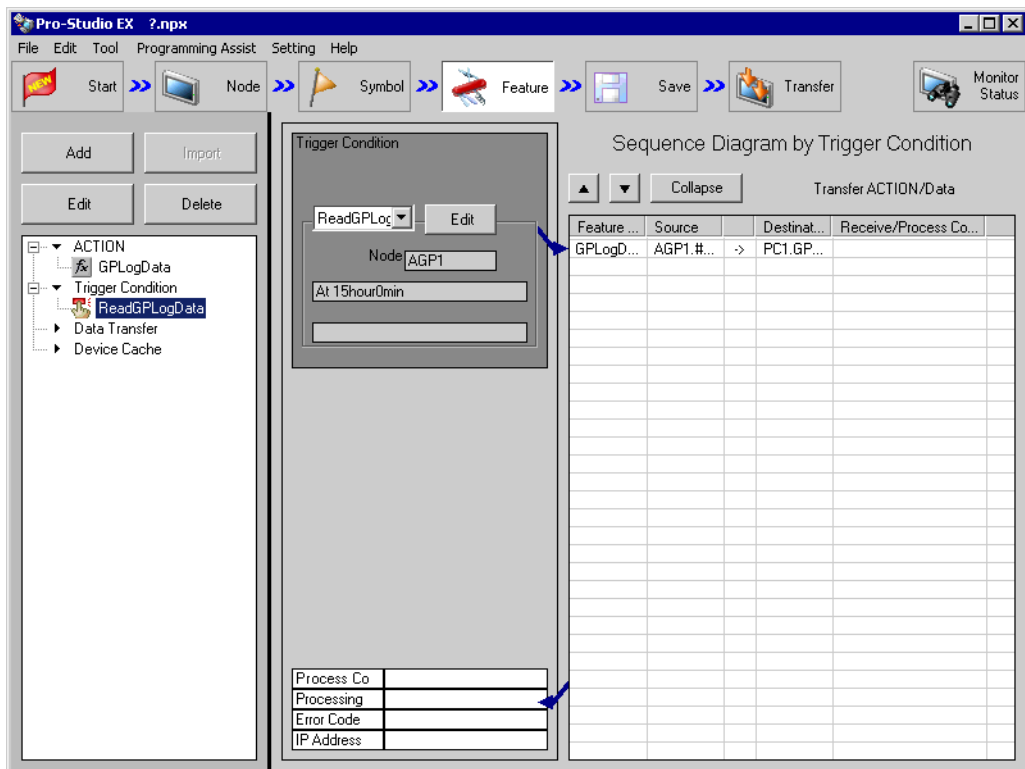 Pro-Studio EX ?.npx
File Edit Tool Programming Assist Setting Help
NEW Start Node Symbol Feature Save Transfer Monitor Status
Add Import
Edit Delete
ACTION
fx GPLogData
Trigger Condition
ReadGPLogData
Data Transfer
Device Cache
Trigger Condition
ReadGPLog Edit
Node AGP1
At 15hour0min
Process Co
Processing
Error Code
IP Address
Sequence Diagram by Trigger Condition
Collapse Transfer ACTION/Data
Feature ... Source Destinat... Receive/Process Co...
GPLogD... AGP1.#... -> PC1.GP...